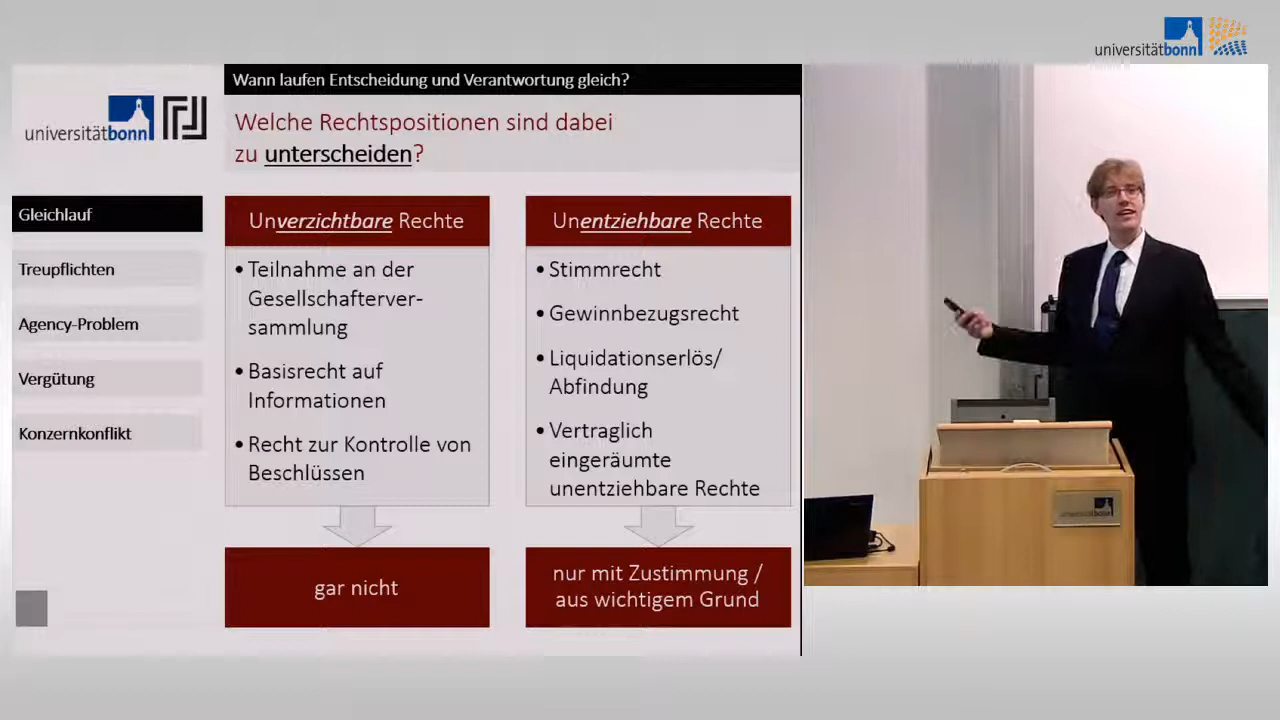 universitätbonn
Wann laufen Entscheidung und Verantwortung gleich?
universitätbonn
Welche Rechtspositionen sind dabei
zu unterscheiden?
Gleichlauf
Treupflichten
Agency-Problem
Vergütung
Konzernkonflikt
Unverzichtbare Rechte
• Teilnahme an der
Gesellschafterver-
sammlung
• Basisrecht auf
Informationen
• Recht zur Kontrolle von
Beschlüssen
gar nicht
Unentziehbare Rechte
• Stimmrecht
• Gewinnbezugsrecht
• Liquidationserlös/
Abfindung
• Vertraglich
eingeräumte
unentziehbare Rechte
nur mit Zustimmung /
aus wichtigem Grund
universitätbonn